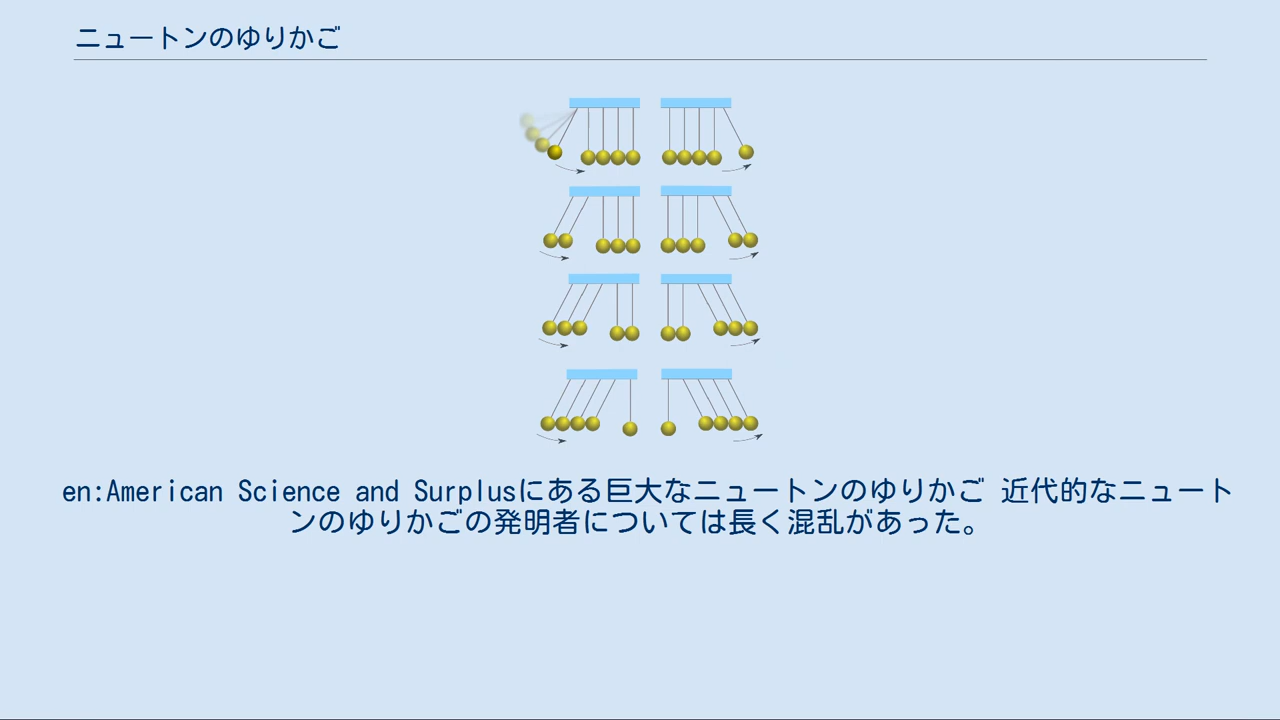 ニュートンのゆりかご
en:American Science and Surplusにある巨大なニュートンのゆりかご 近代的なニュート
ンのゆりかごの発明者については長く混乱があった。